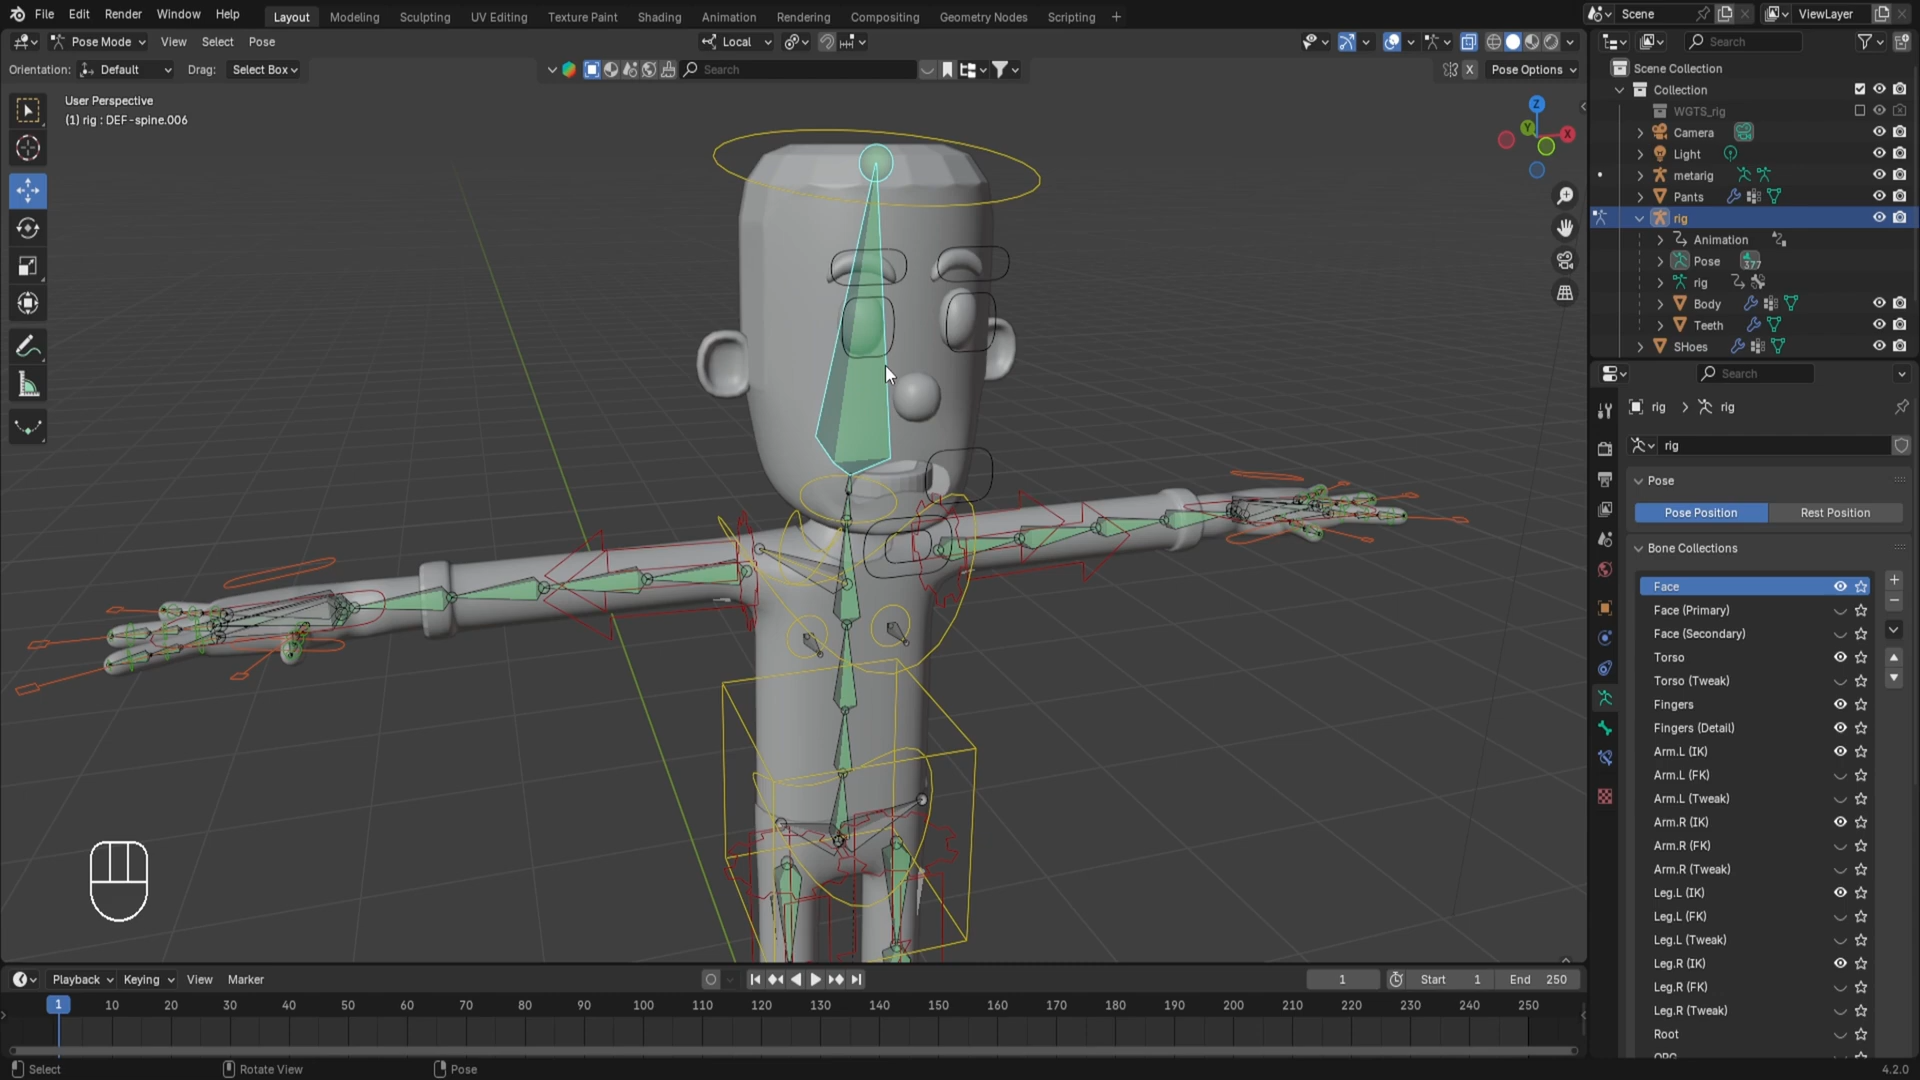 File Edit Render Window Help Layout Modeling Sculpting UV Editing Texture Paint Shading Animation Rendering Compositing Geometry Nodes Scripting + Scene ViewLayer
Pose Mode View Select Pose Local Search
Orientation: Default Drag: Select Box Search X Pose Options
User Perspective
(1) rig : DEF-spine.006
Z
Y
X
Scene Collection
Collection
WGTS_rig
Camera
Light
metarig
Pants
rig
Animation
Pose 377
rig
Body
Teeth
SHoes
Search
rig > rig
rig
Pose
Pose Position Rest Position
Bone Collections
Face
Face (Primary)
Face (Secondary)
Torso
Torso (Tweak)
Fingers
Fingers (Detail)
Arm.L (IK)
Arm.L (FK)
Arm.L (Tweak)
Arm.R (IK)
Arm.R (FK)
Arm.R (Tweak)
Leg.L (IK)
Leg.L (FK)
Leg.L (Tweak)
Leg.R (IK)
Leg.R (FK)
Leg.R (Tweak)
Root
Playback Keying View Marker 1 Start 1 End 250
1 10 20 30 40 50 60 70 80 90 100 110 120 130 140 150 160 170 180 190 200 210 220 230 240 250
Select Rotate View Pose 4.2.0